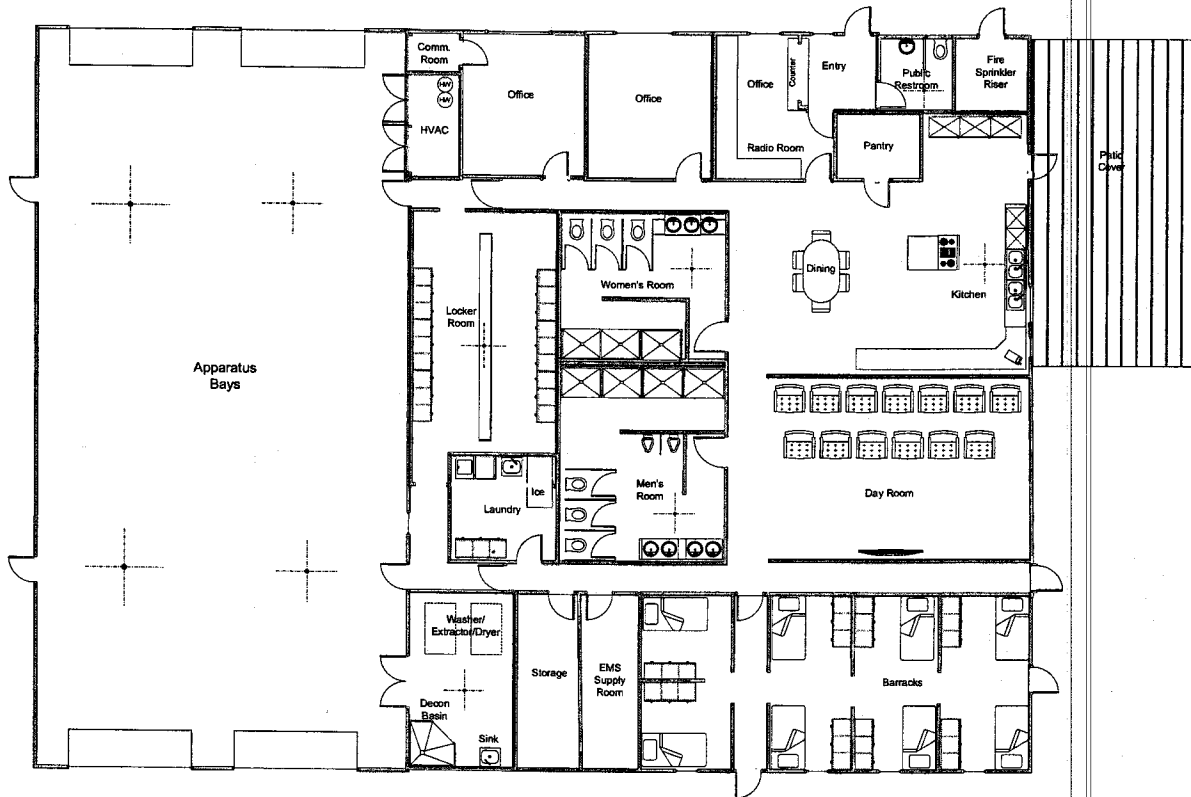 Comm.
Room
HW
HW
HVAC
Office
Office
Office
Counter
Entry
Radio Room
Public
Restroom
Fire
Sprinkler
Riser
Pantry
Patio
Cover
Dining
Kitchen
Women's Room
Locker
Room
Apparatus
Bays
Men's
Room
Ice
Laundry
Day Room
Washer/
Extractor/Dryer
Decon
Basin
Sink
Storage
EMS
Supply
Room
Barracks